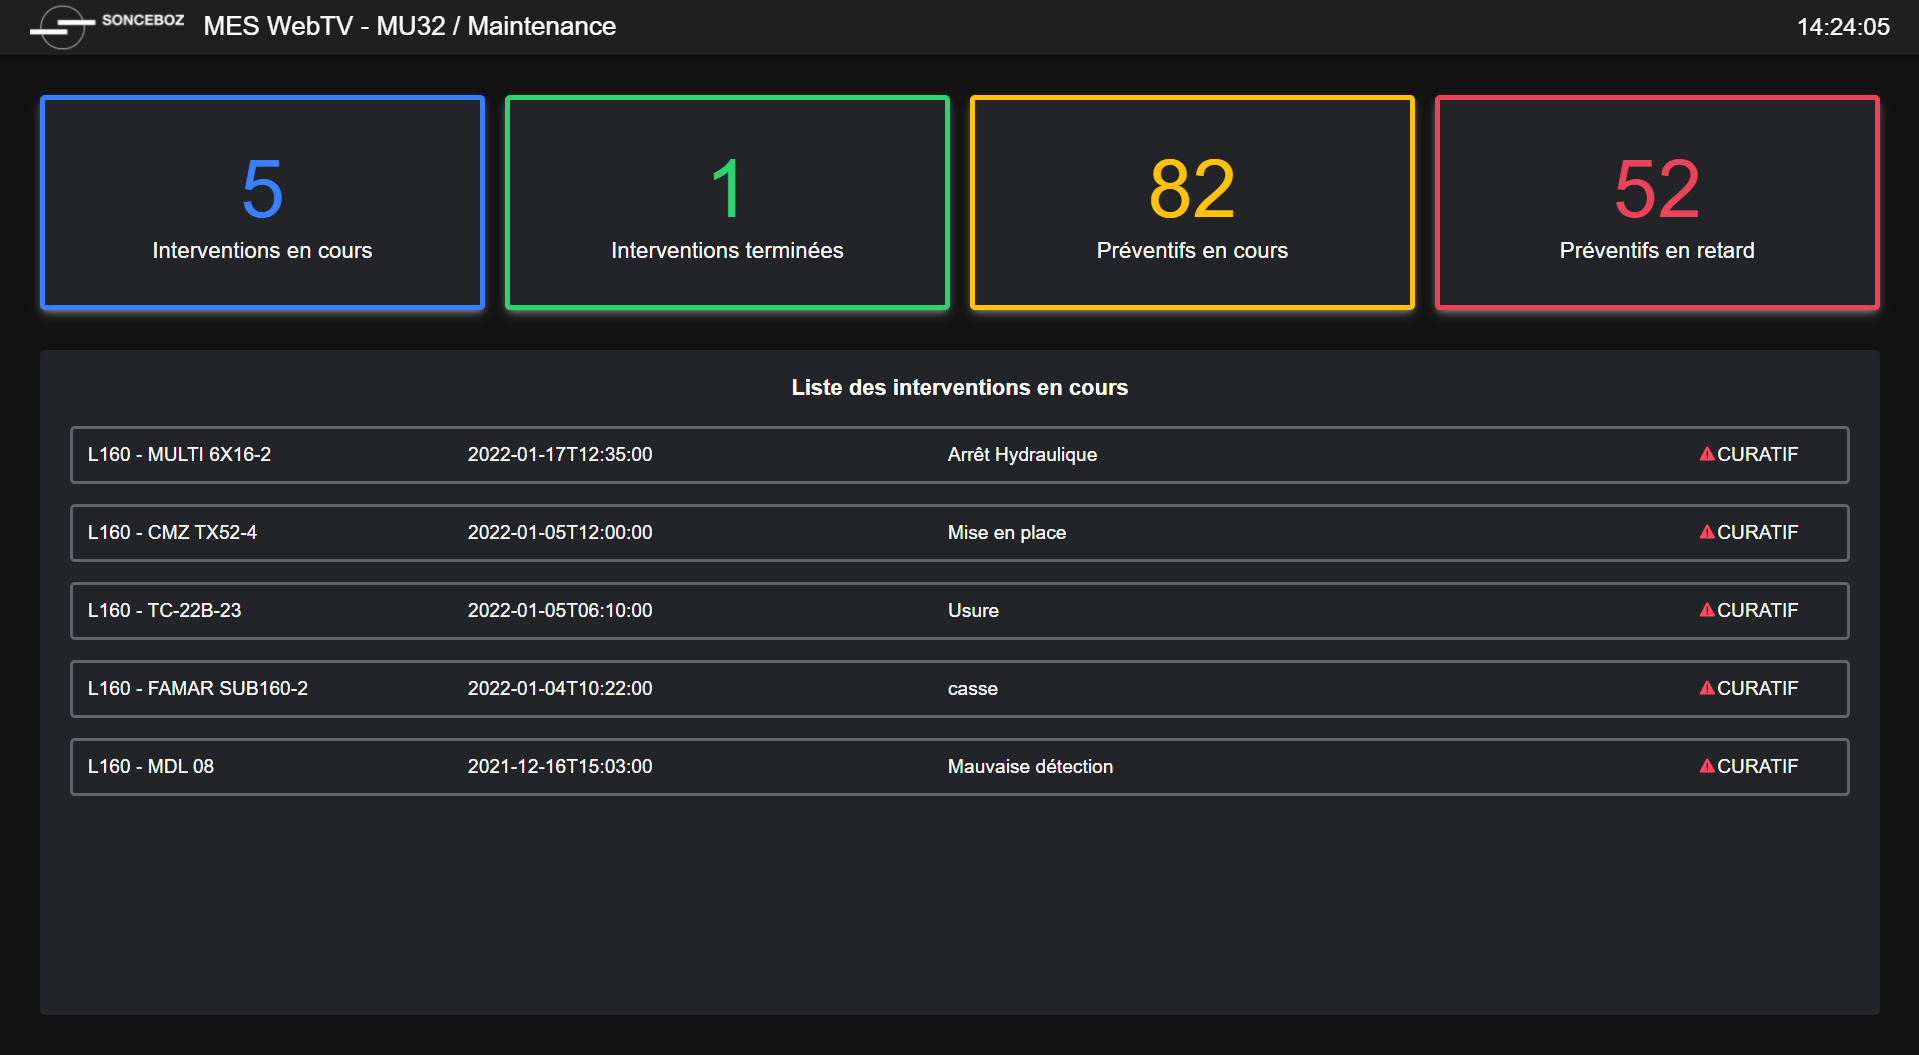 SONCEBOZ MES WebTV - MU32 / Maintenance 14:24:05
5 1 82 52
Interventions en cours Interventions terminées Préventifs en cours Préventifs en retard
Liste des interventions en cours
L160 - MULTI 6X16-2 2022-01-17T12:35:00 Arrêt Hydraulique CURATIF
L160 - CMZ TX52-4 2022-01-05T12:00:00 Mise en place CURATIF
L160 - TC-22B-23 2022-01-05T06:10:00 Usure CURATIF
L160 - FAMAR SUB160-2 2022-01-04T10:22:00 casse CURATIF
L160 - MDL 08 2021-12-16T15:03:00 Mauvaise détection CURATIF